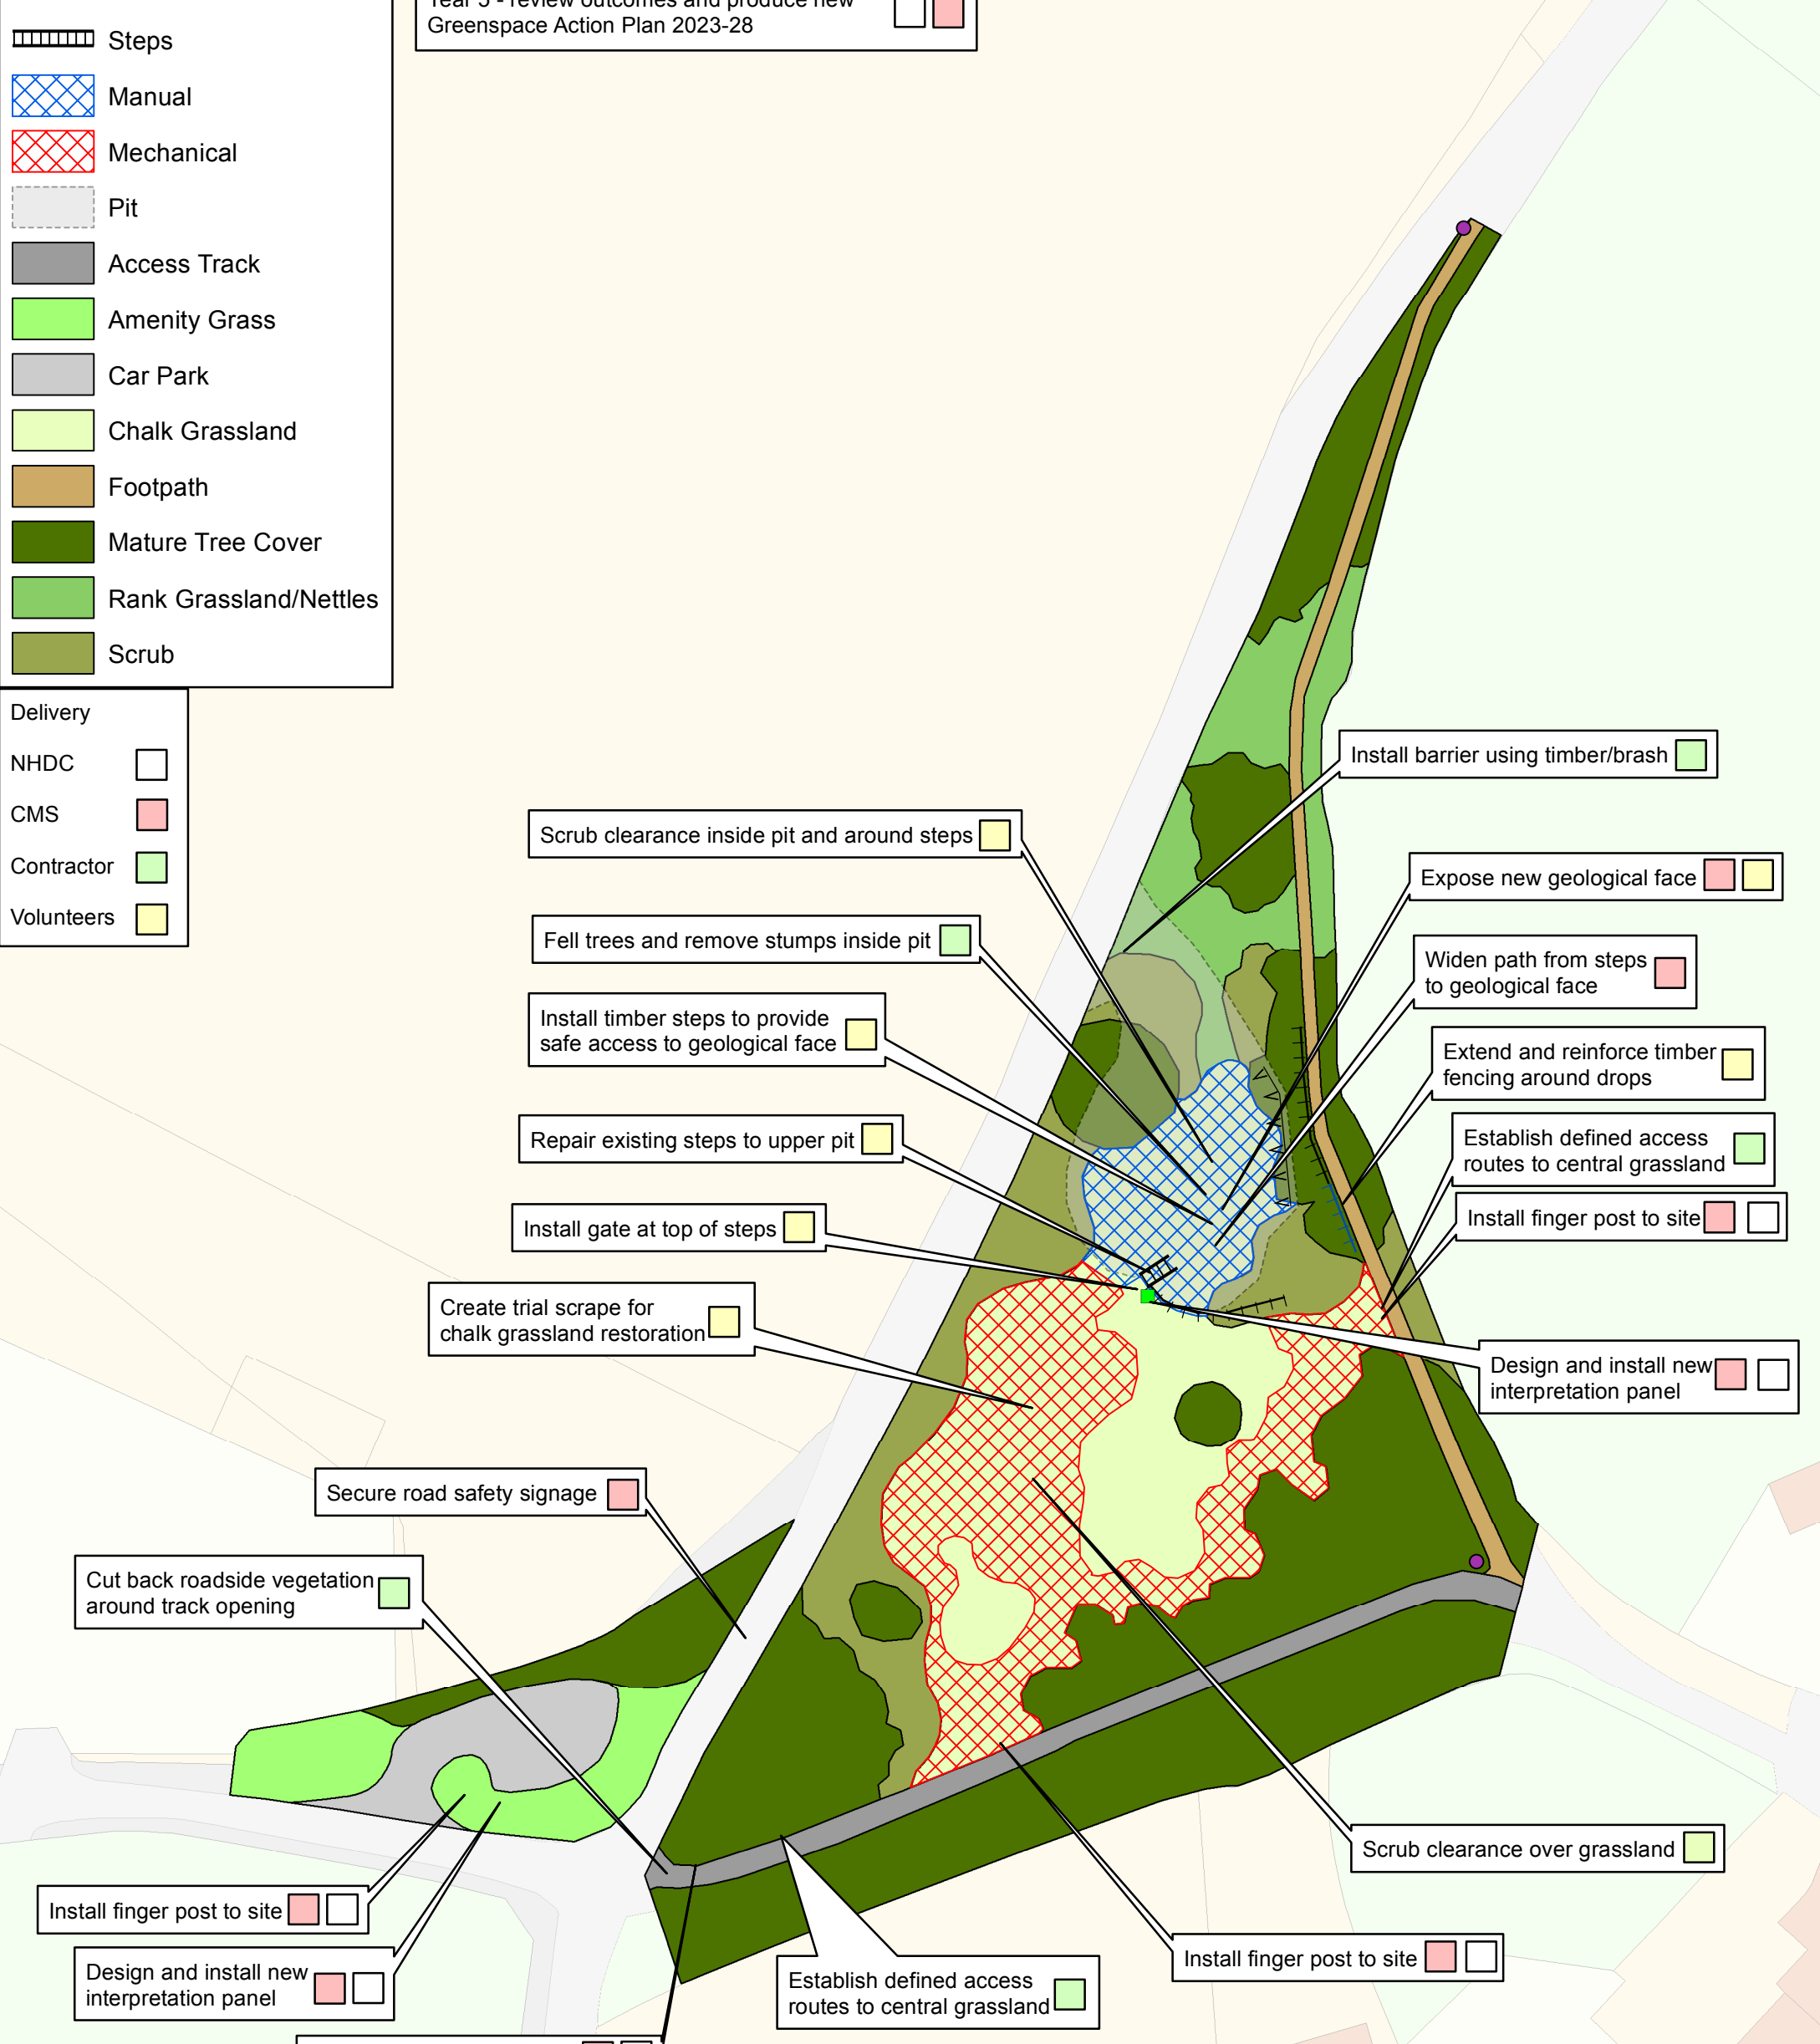 Year 5 - review outcomes and produce new
Greenspace Action Plan 2023-28
Steps
Manual
Mechanical
Pit
Access Track
Amenity Grass
Car Park
Chalk Grassland
Footpath
Mature Tree Cover
Rank Grassland/Nettles
Scrub
Delivery
NHDC
CMS
Contractor
Volunteers
Install barrier using timber/brash
Scrub clearance inside pit and around steps
Expose new geological face
Fell trees and remove stumps inside pit
Widen path from steps
to geological face
Install timber steps to provide
safe access to geological face
Extend and reinforce timber
fencing around drops
Repair existing steps to upper pit
Establish defined access
routes to central grassland
Install gate at top of steps
Install finger post to site
Create trial scrape for
chalk grassland restoration
Design and install new
interpretation panel
Secure road safety signage
Cut back roadside vegetation
around track opening
Scrub clearance over grassland
Install finger post to site
Install finger post to site
Design and install new
interpretation panel
Establish defined access
routes to central grassland